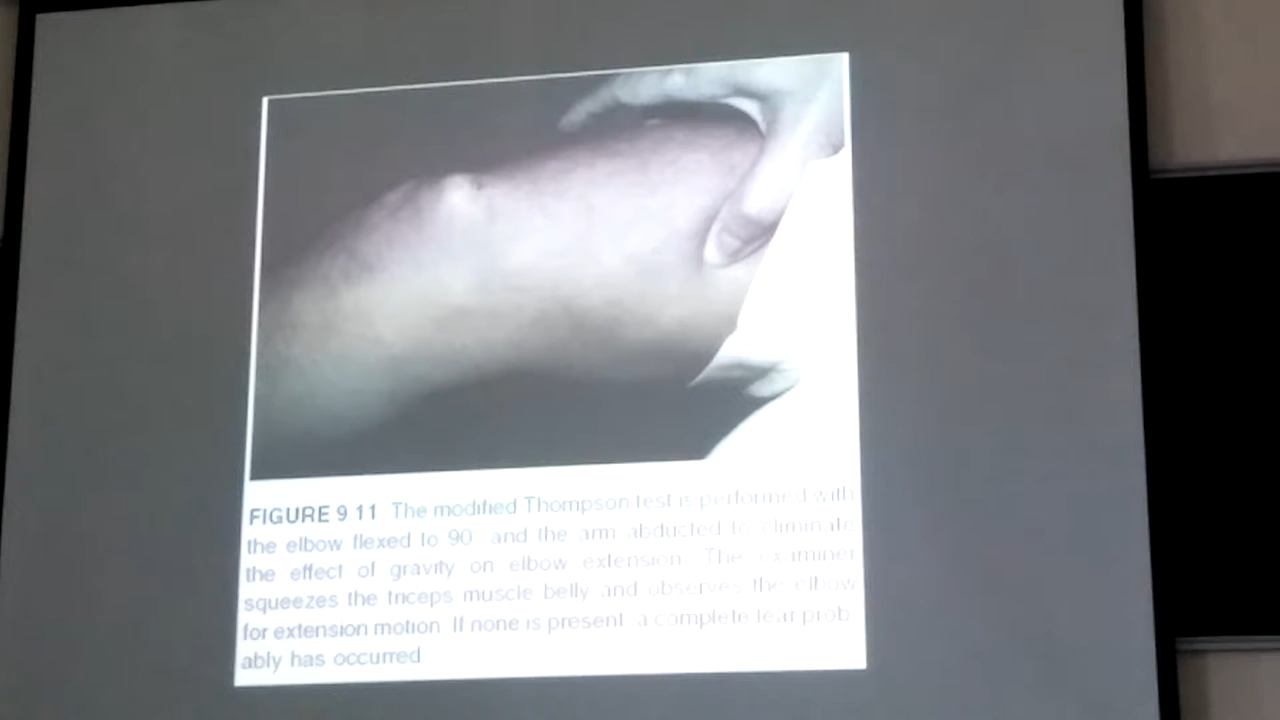 FIGURE 9 11 The modified Thompson test is performed with
the elbow flexed to 90 and the arm abducted to eliminate
the effect of gravity on elbow extension. The examiner
squeezes the triceps muscle belly and observes the elbow
for extension motion If none is present a complete tear prob
ably has occurred